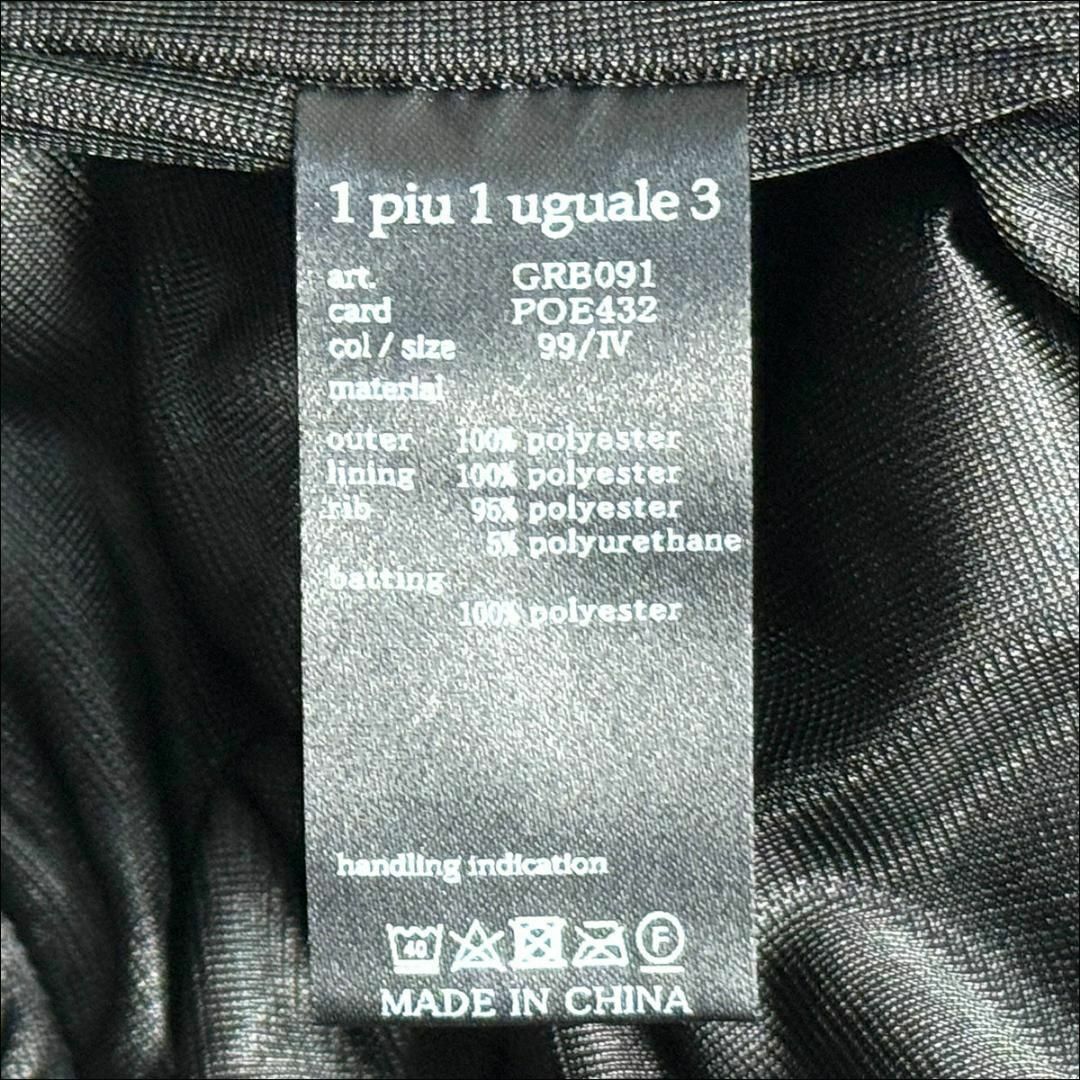 1 piu 1 uguale 3
art. GRB091
card POE432
col / size 99/IV
material
outer 100% polyester
lining 100% polyester
rib 95% polyester
5% polyurethane
batting
100% polyester
handling indication
40 F
MADE IN CHINA